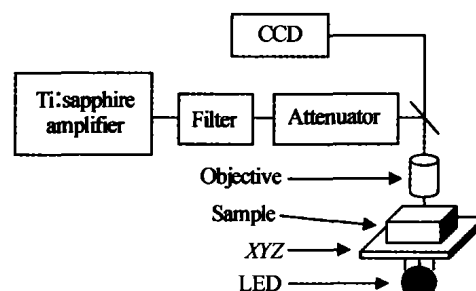 CCD
Ti:sapphire
amplifier
Filter
Attenuator
Objective
Sample
XYZ
LED